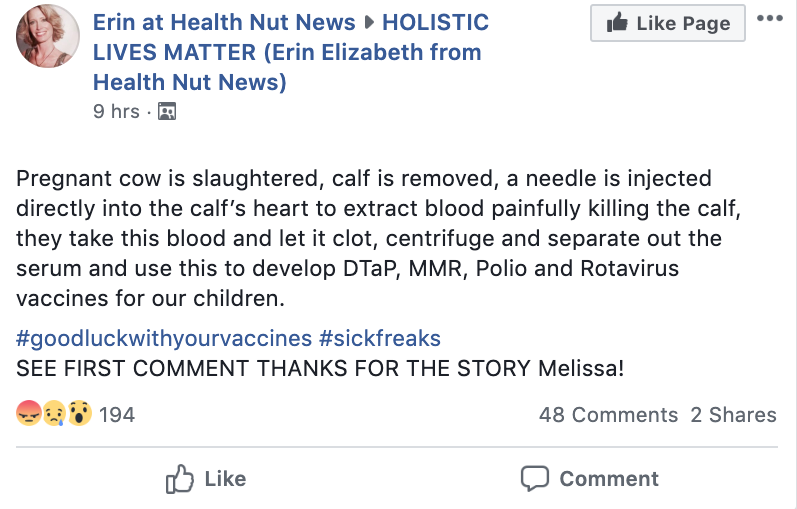 Erin at Health Nut News ▸ HOLISTIC
LIVES MATTER (Erin Elizabeth from
Health Nut News)
Like Page
9 hrs ·
Pregnant cow is slaughtered, calf is removed, a needle is injected
directly into the calf’s heart to extract blood painfully killing the calf,
they take this blood and let it clot, centrifuge and separate out the
serum and use this to develop DTaP, MMR, Polio and Rotavirus
vaccines for our children.
#goodluckwithyourvaccines #sickfreaks
SEE FIRST COMMENT THANKS FOR THE STORY Melissa!
194
48 Comments 2 Shares
Like
Comment